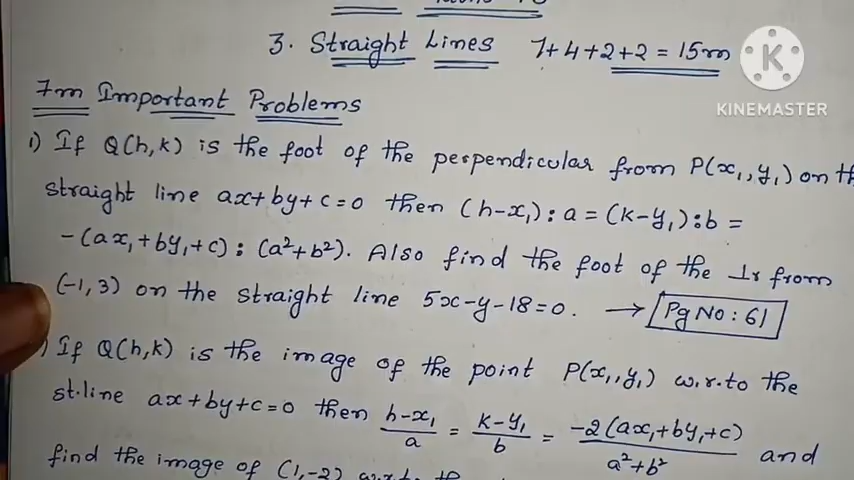 3. Straight Lines 7+4+2+2=15m
KINEMASTER
7m Important Problems
1) If Q(h,k) is the foot of the perpendicular from P(x₁,y₁) on
straight line ax+by+c=0 then (h-x₁):a=(k-y₁):b=
-(ax₁+by₁+c):(a²+b²). Also find the foot of the ⊥r from
(-1,3) on the straight line 5x-y-18=0. → Pg No: 61
) If Q(h,k) is the image of the point P(x₁,y₁) w.r.to the
st.line ax+by+c=0 then (h-x₁)/a = (k-y₁)/b = -2(ax₁+by₁+c)/(a²+b²) and
find the image of (1,-2) w.r.to the